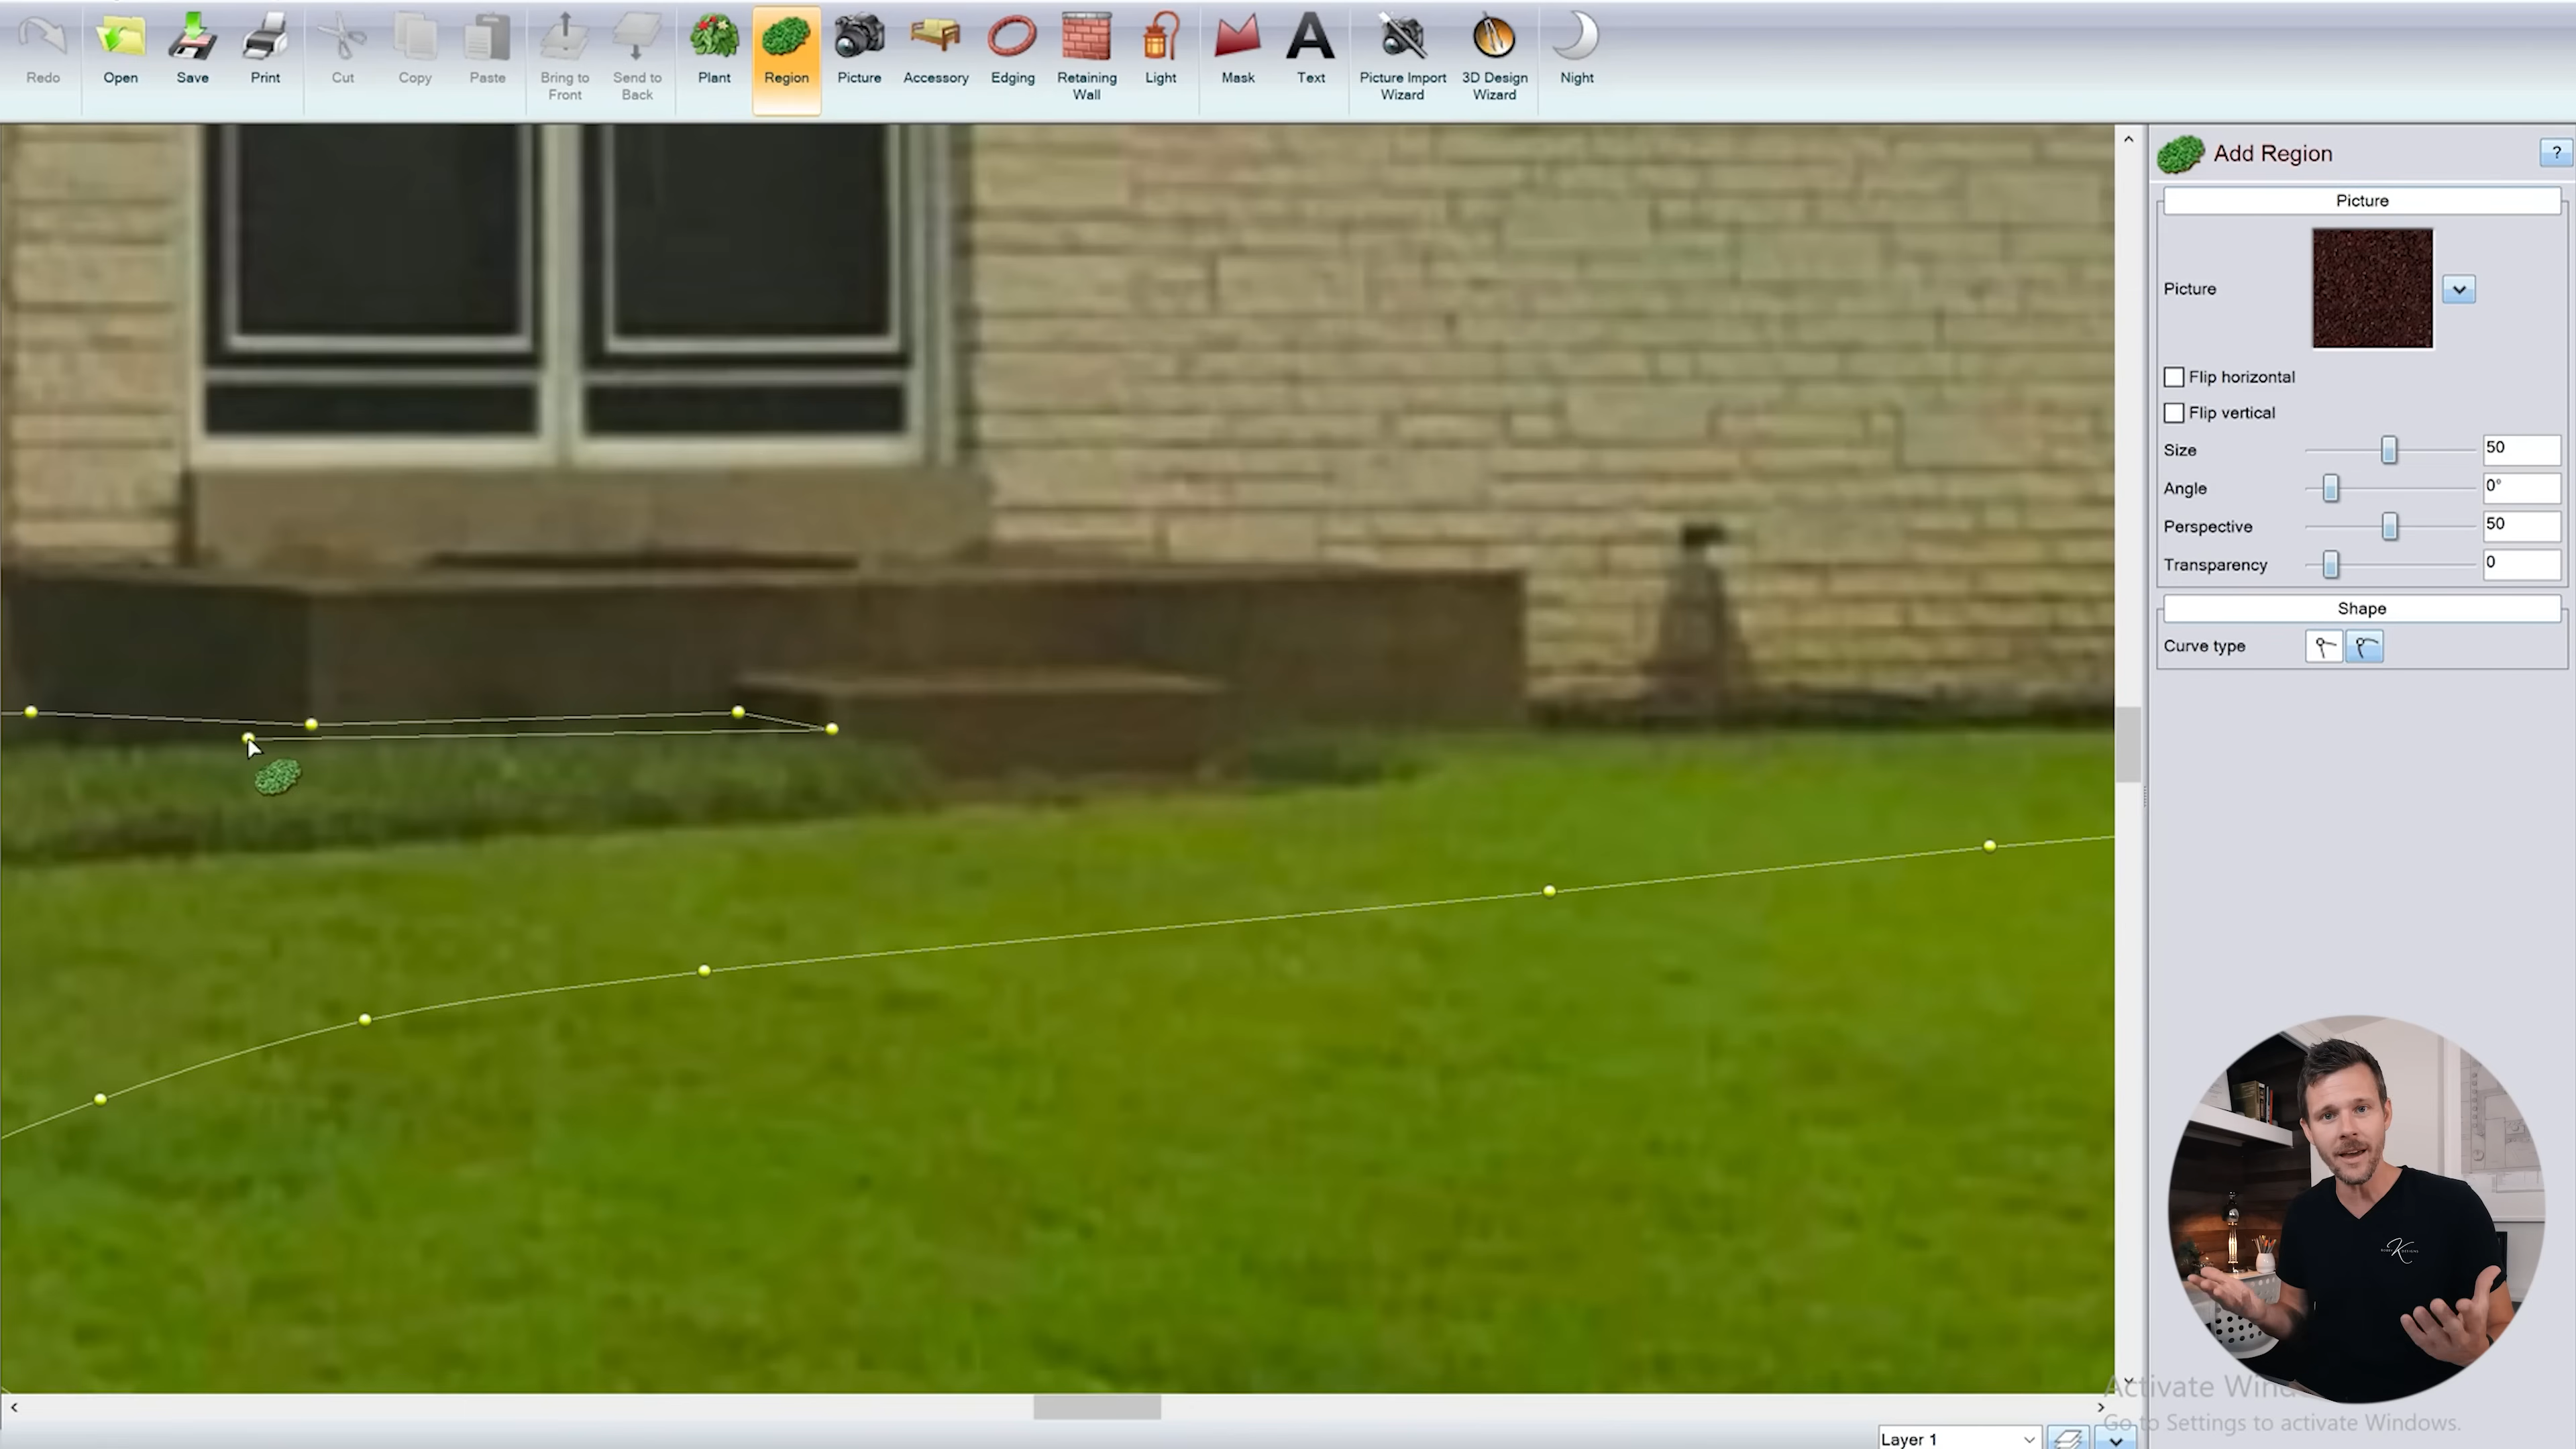 Redo
Open
Save
Print
Cut
Copy
Paste
Bring to
Front
Send to
Back
Plant
Region
Picture
Accessory
Edging
Retaining
Wall
Light
Mask
A
Text
Picture Import
Wizard
3D Design
Wizard
Night
Add Region
?
Picture
Picture
Flip horizontal
Flip vertical
Size
50
Angle
0°
Perspective
50
Transparency
0
Shape
Curve type
K
Go to Settings to activate Windows.
Layer 1